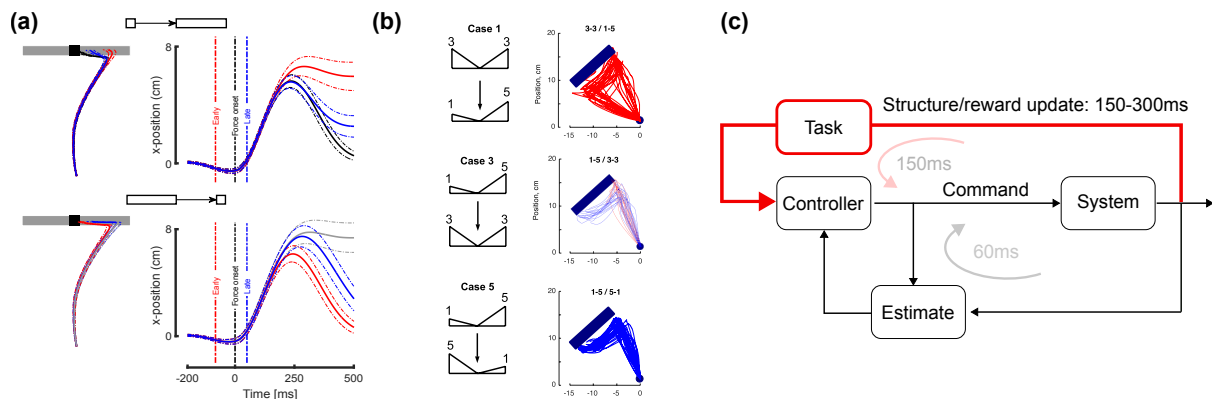 (a)
8
x-position (cm)
0
Early
Force onset
Late
8
x-position (cm)
0
Early
Force onset
Late
-200 0 250 500
Time [ms]
(b)
Case 1
3 3
1 5
3-3 / 1-5
Position, cm
20
15
10
5
0
-15 -10 -5 0
Case 3
1 5
3 3
1-5 / 3-3
Position, cm
20
10
0
-15 -10 -5 0
Case 5
1 5
5 1
1-5 / 5-1
20
10
0
-15 -10 -5 0
(c)
Structure/reward update: 150-300ms
Task
150ms
Controller
Command
System
60ms
Estimate